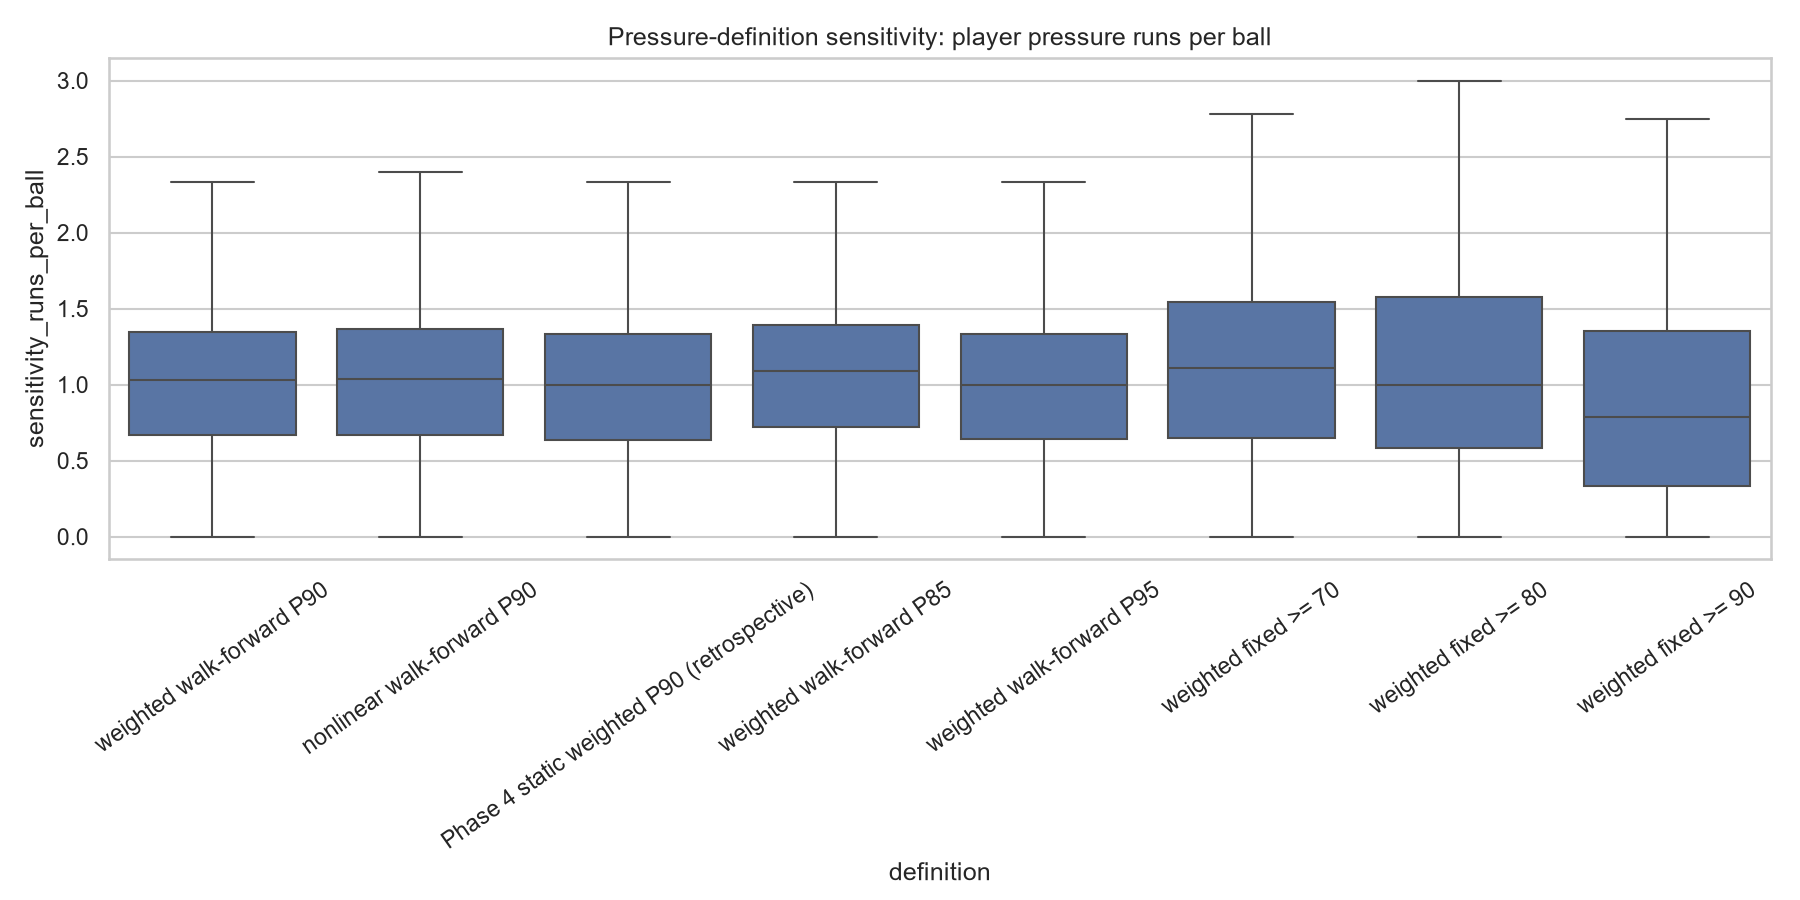 Pressure-definition sensitivity: player pressure runs per ball
sensitivity_runs_per_ball
3.0
2.5
2.0
1.5
1.0
0.5
0.0
weighted walk-forward P90
nonlinear walk-forward P90
Phase 4 static weighted P90 (retrospective)
weighted walk-forward P85
weighted walk-forward P95
weighted fixed >= 70
weighted fixed >= 80
weighted fixed >= 90
definition